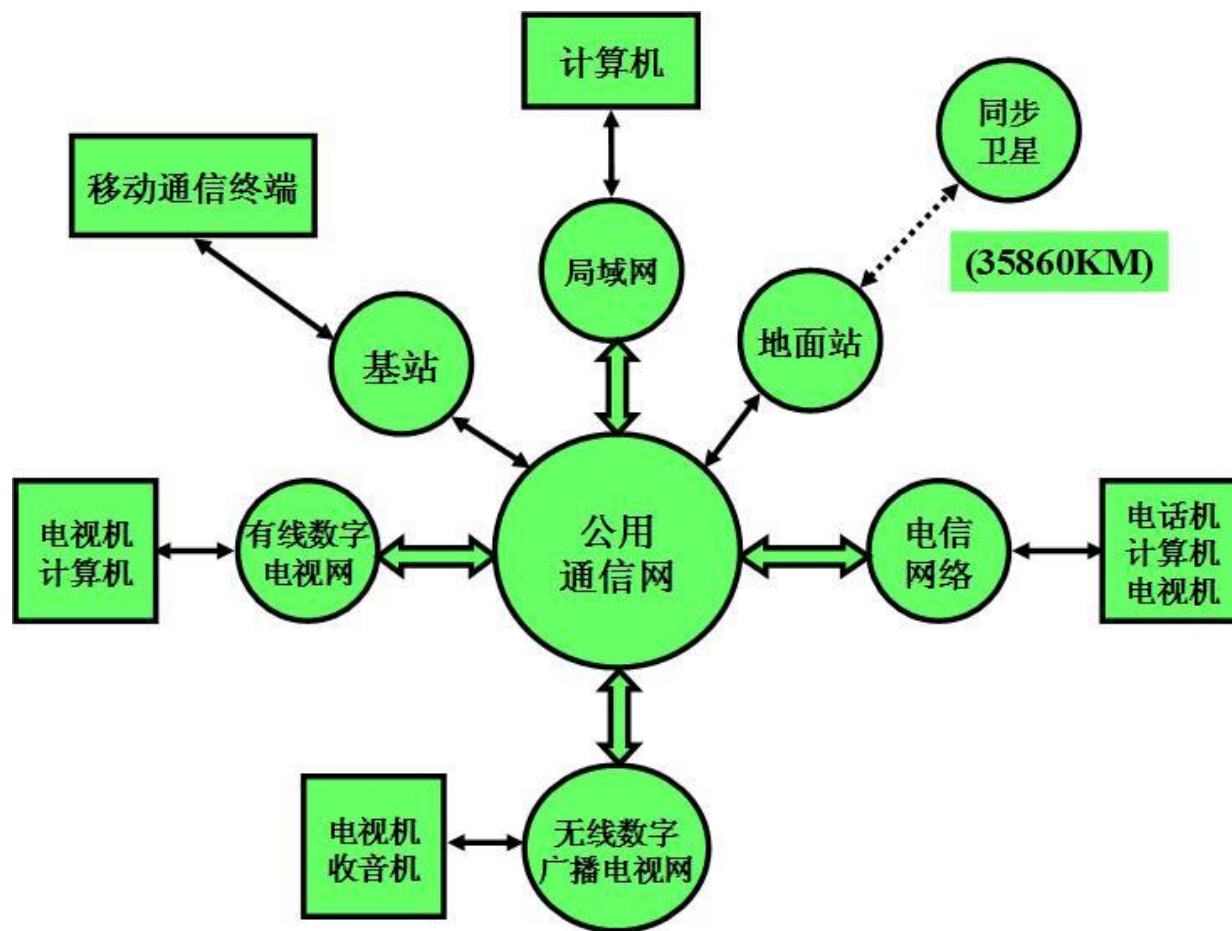 计算机
同步
卫星
移动通信终端
局域网
(35860KM)
基站
地面站
电视机
计算机
有线数字
电视网
公用
通信网
电信
网络
电话机
计算机
电视机
电视机
收音机
无线数字
广播电视网